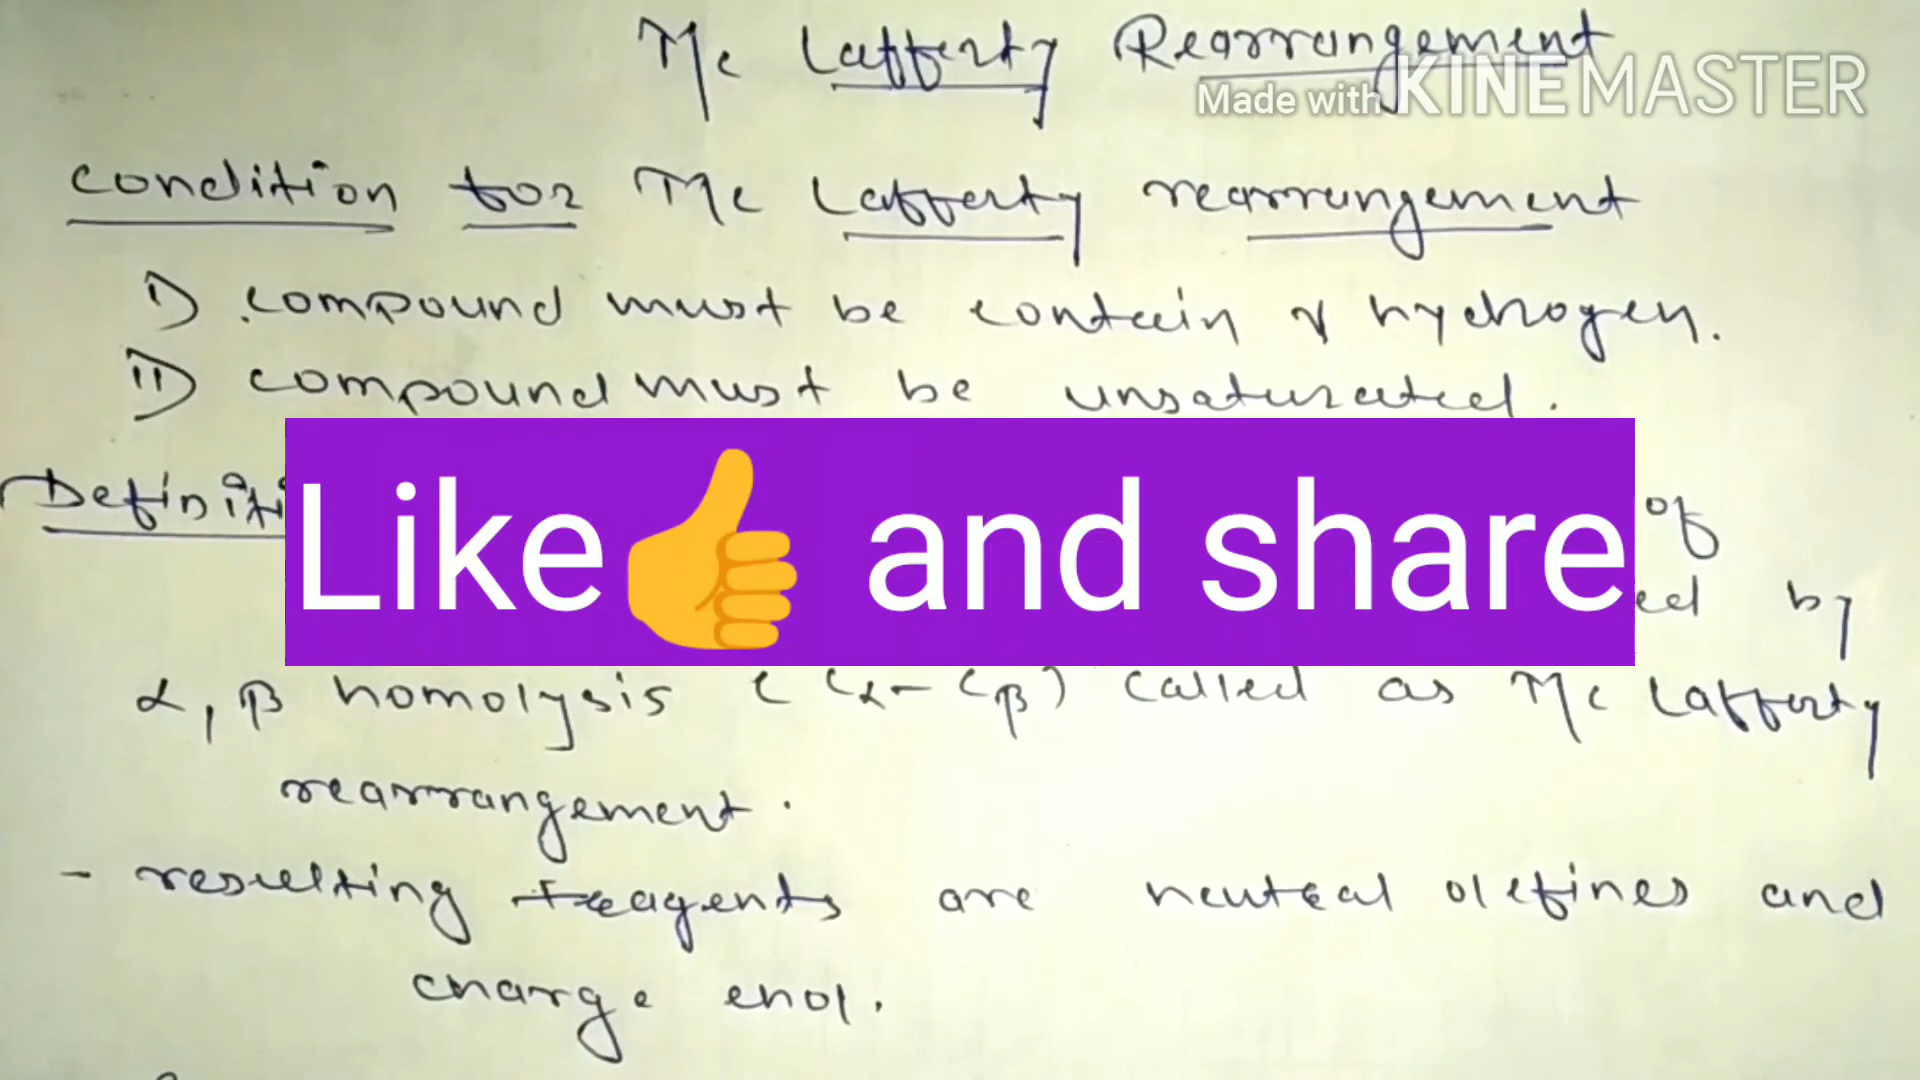 Mc Lafferty Rearrangement
Made with KINEMASTER
condition for Mc Lafferty rearrangement
I) compound must be contain γ hydrogen.
II) compound must be unsaturated.
Definiti of
Like👍 and share
ed by
α, β homolysis (Cα-Cβ) called as Mc Lafferty
rearrangement.
- resulting are neutral olefines and
charge enol.